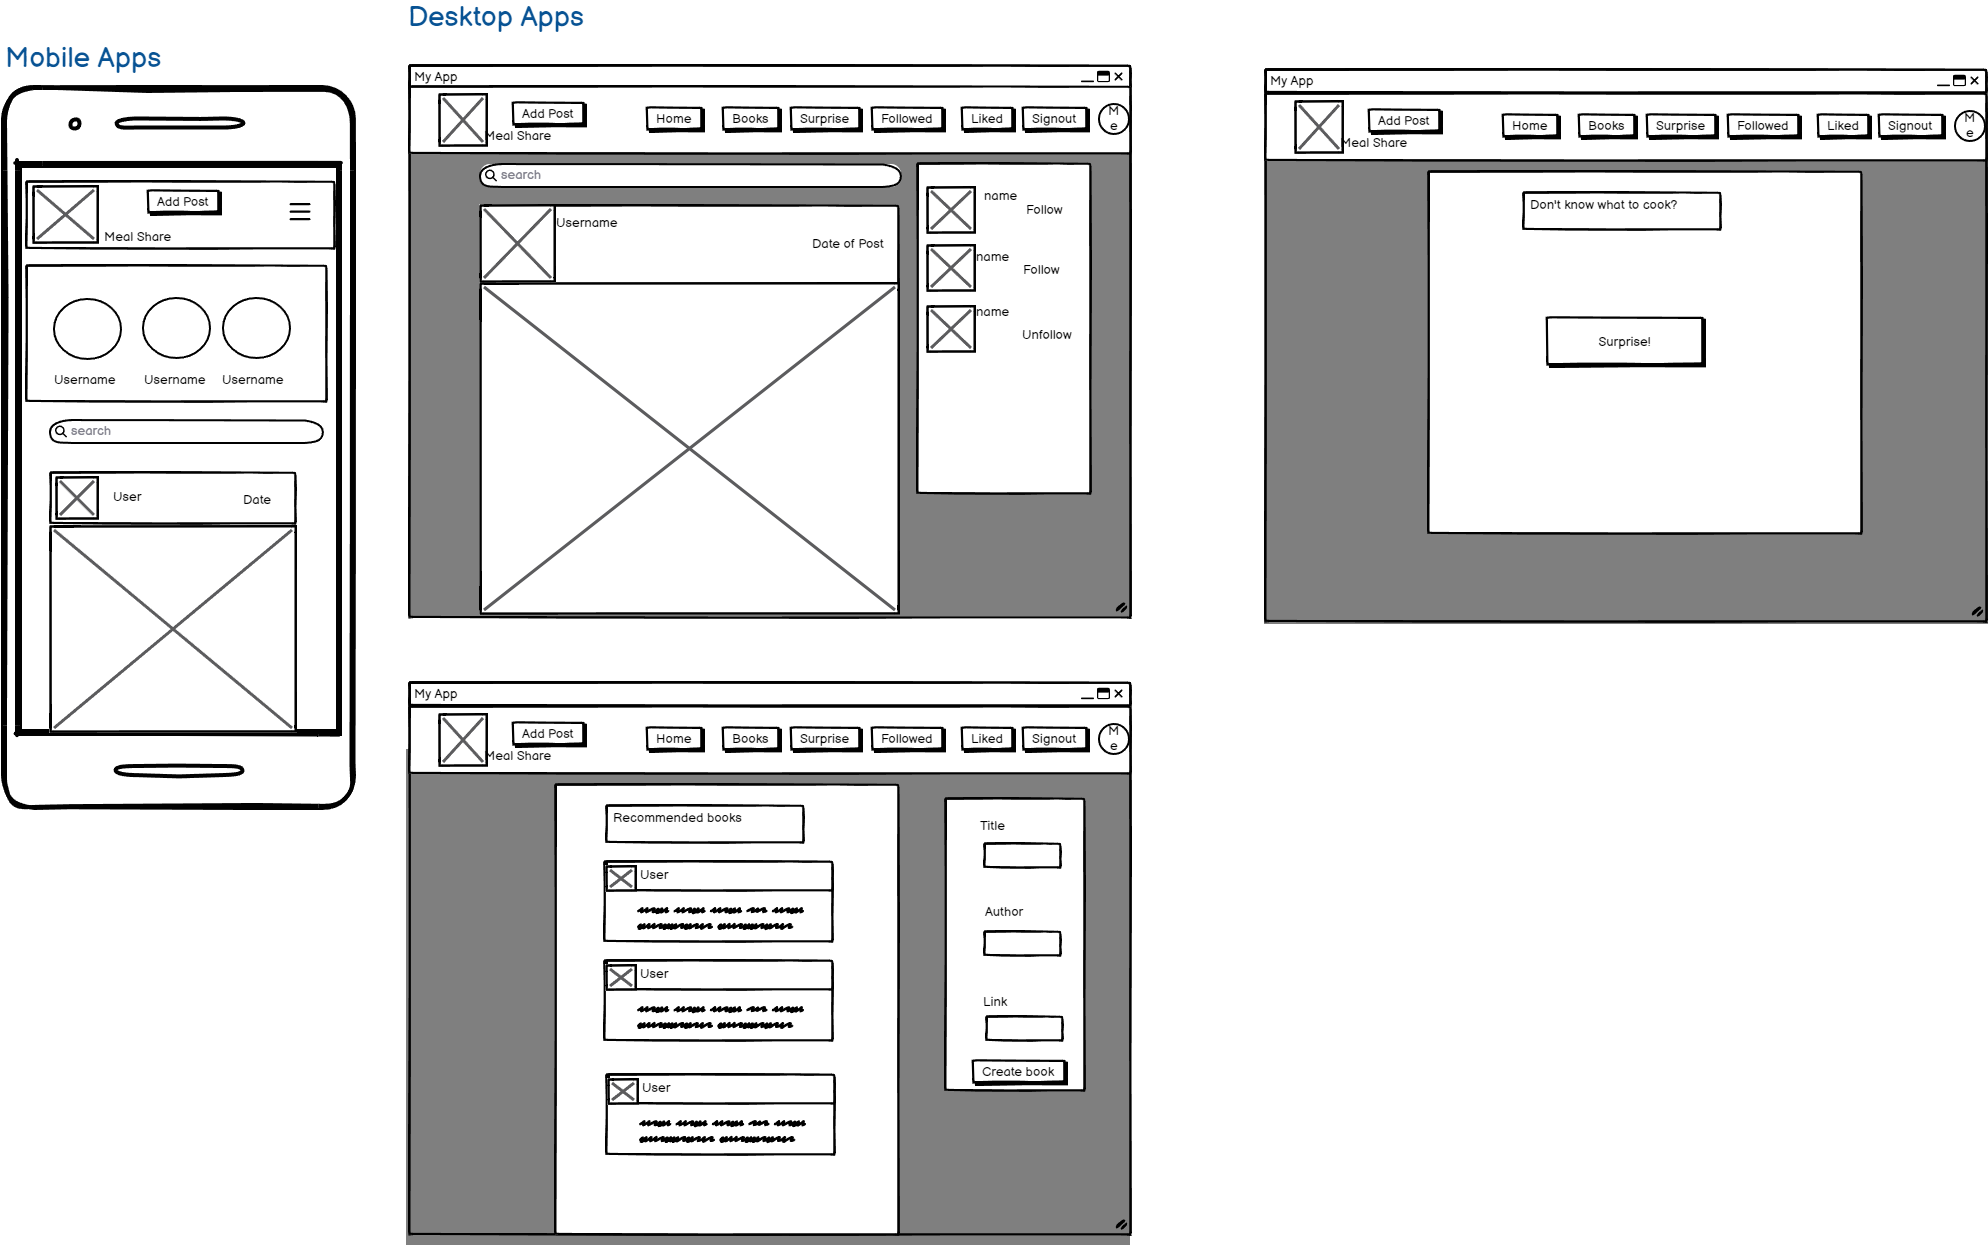 Desktop Apps
Mobile Apps
Add Post
Meal Share
Username Username Username
search
User Date
My App
Add Post
Meal Share
Home Books Surprise Followed Liked Signout
M
e
search
Username
Date of Post
name
Follow
name
Follow
name
Unfollow
My App
Add Post
Meal Share
Home Books Surprise Followed Liked Signout
M
e
Don't know what to cook?
Surprise!
My App
Add Post
Meal Share
Home Books Surprise Followed Liked Signout
M
e
Recommended books
User
User
User
Title
Author
Link
Create book